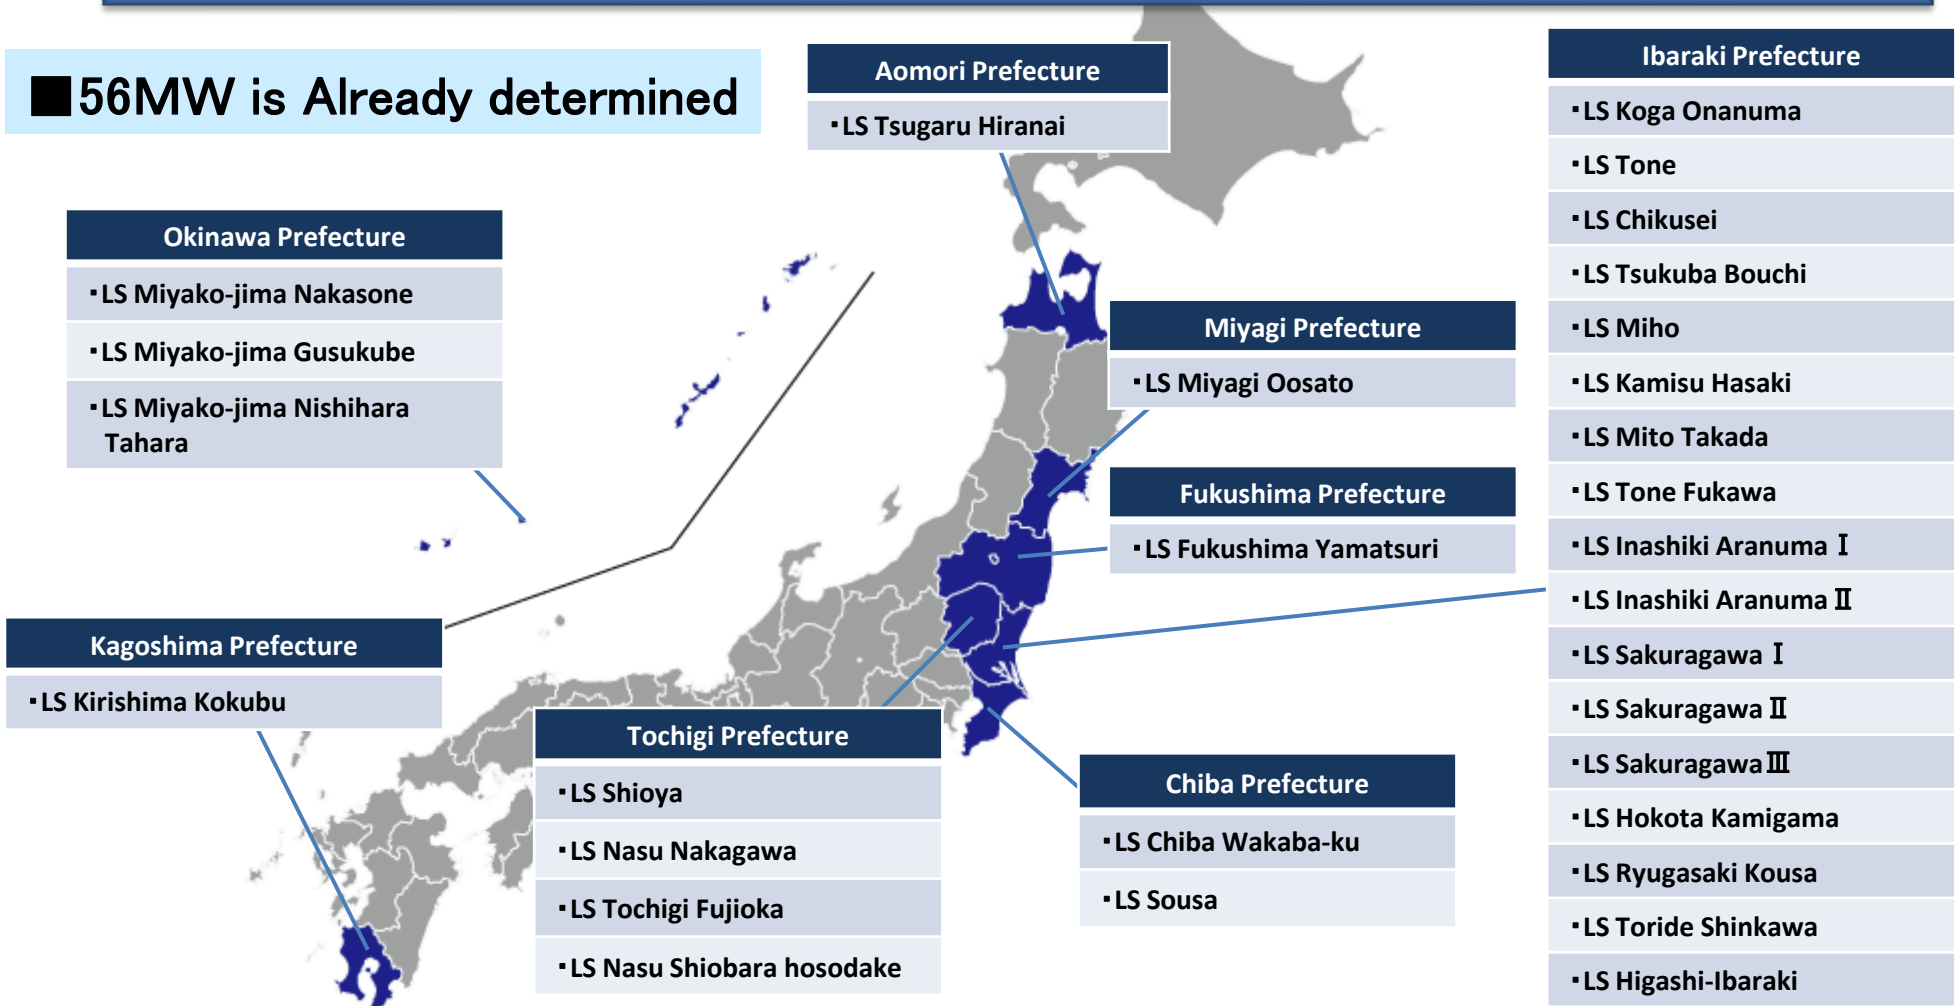 ■56MW is Already determined
Aomori Prefecture
・LS Tsugaru Hiranai
Okinawa Prefecture
・LS Miyako-jima Nakasone
・LS Miyako-jima Gusukube
・LS Miyako-jima Nishihara
Tahara
Miyagi Prefecture
・LS Miyagi Oosato
Fukushima Prefecture
・LS Fukushima Yamatsuri
Kagoshima Prefecture
・LS Kirishima Kokubu
Tochigi Prefecture
・LS Shioya
・LS Nasu Nakagawa
・LS Tochigi Fujioka
・LS Nasu Shiobara hosodake
Chiba Prefecture
・LS Chiba Wakaba-ku
・LS Sousa
Ibaraki Prefecture
・LS Koga Onanuma
・LS Tone
・LS Chikusei
・LS Tsukuba Bouchi
・LS Miho
・LS Kamisu Hasaki
・LS Mito Takada
・LS Tone Fukawa
・LS Inashiki Aranuma Ⅰ
・LS Inashiki Aranuma Ⅱ
・LS Sakuragawa Ⅰ
・LS Sakuragawa Ⅱ
・LS Sakuragawa Ⅲ
・LS Hokota Kamigama
・LS Ryugasaki Kousa
・LS Toride Shinkawa
・LS Higashi-Ibaraki